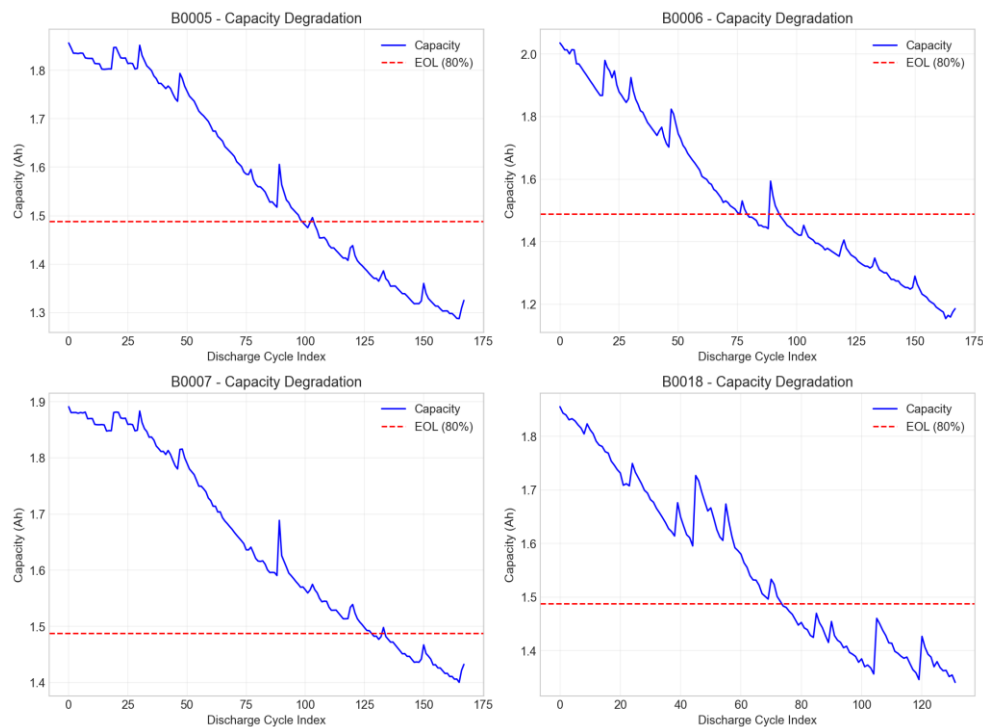 B0005 - Capacity Degradation
Capacity
EOL (80%)
Capacity (Ah)
1.8
1.7
1.6
1.5
1.4
1.3
0 25 50 75 100 125 150 175
Discharge Cycle Index
B0006 - Capacity Degradation
Capacity
EOL (80%)
Capacity (Ah)
2.0
1.8
1.6
1.4
1.2
0 25 50 75 100 125 150 175
Discharge Cycle Index
B0007 - Capacity Degradation
Capacity
EOL (80%)
Capacity (Ah)
1.9
1.8
1.7
1.6
1.5
1.4
0 25 50 75 100 125 150 175
Discharge Cycle Index
B0018 - Capacity Degradation
Capacity
EOL (80%)
Capacity (Ah)
1.8
1.7
1.6
1.5
1.4
0 20 40 60 80 100 120
Discharge Cycle Index